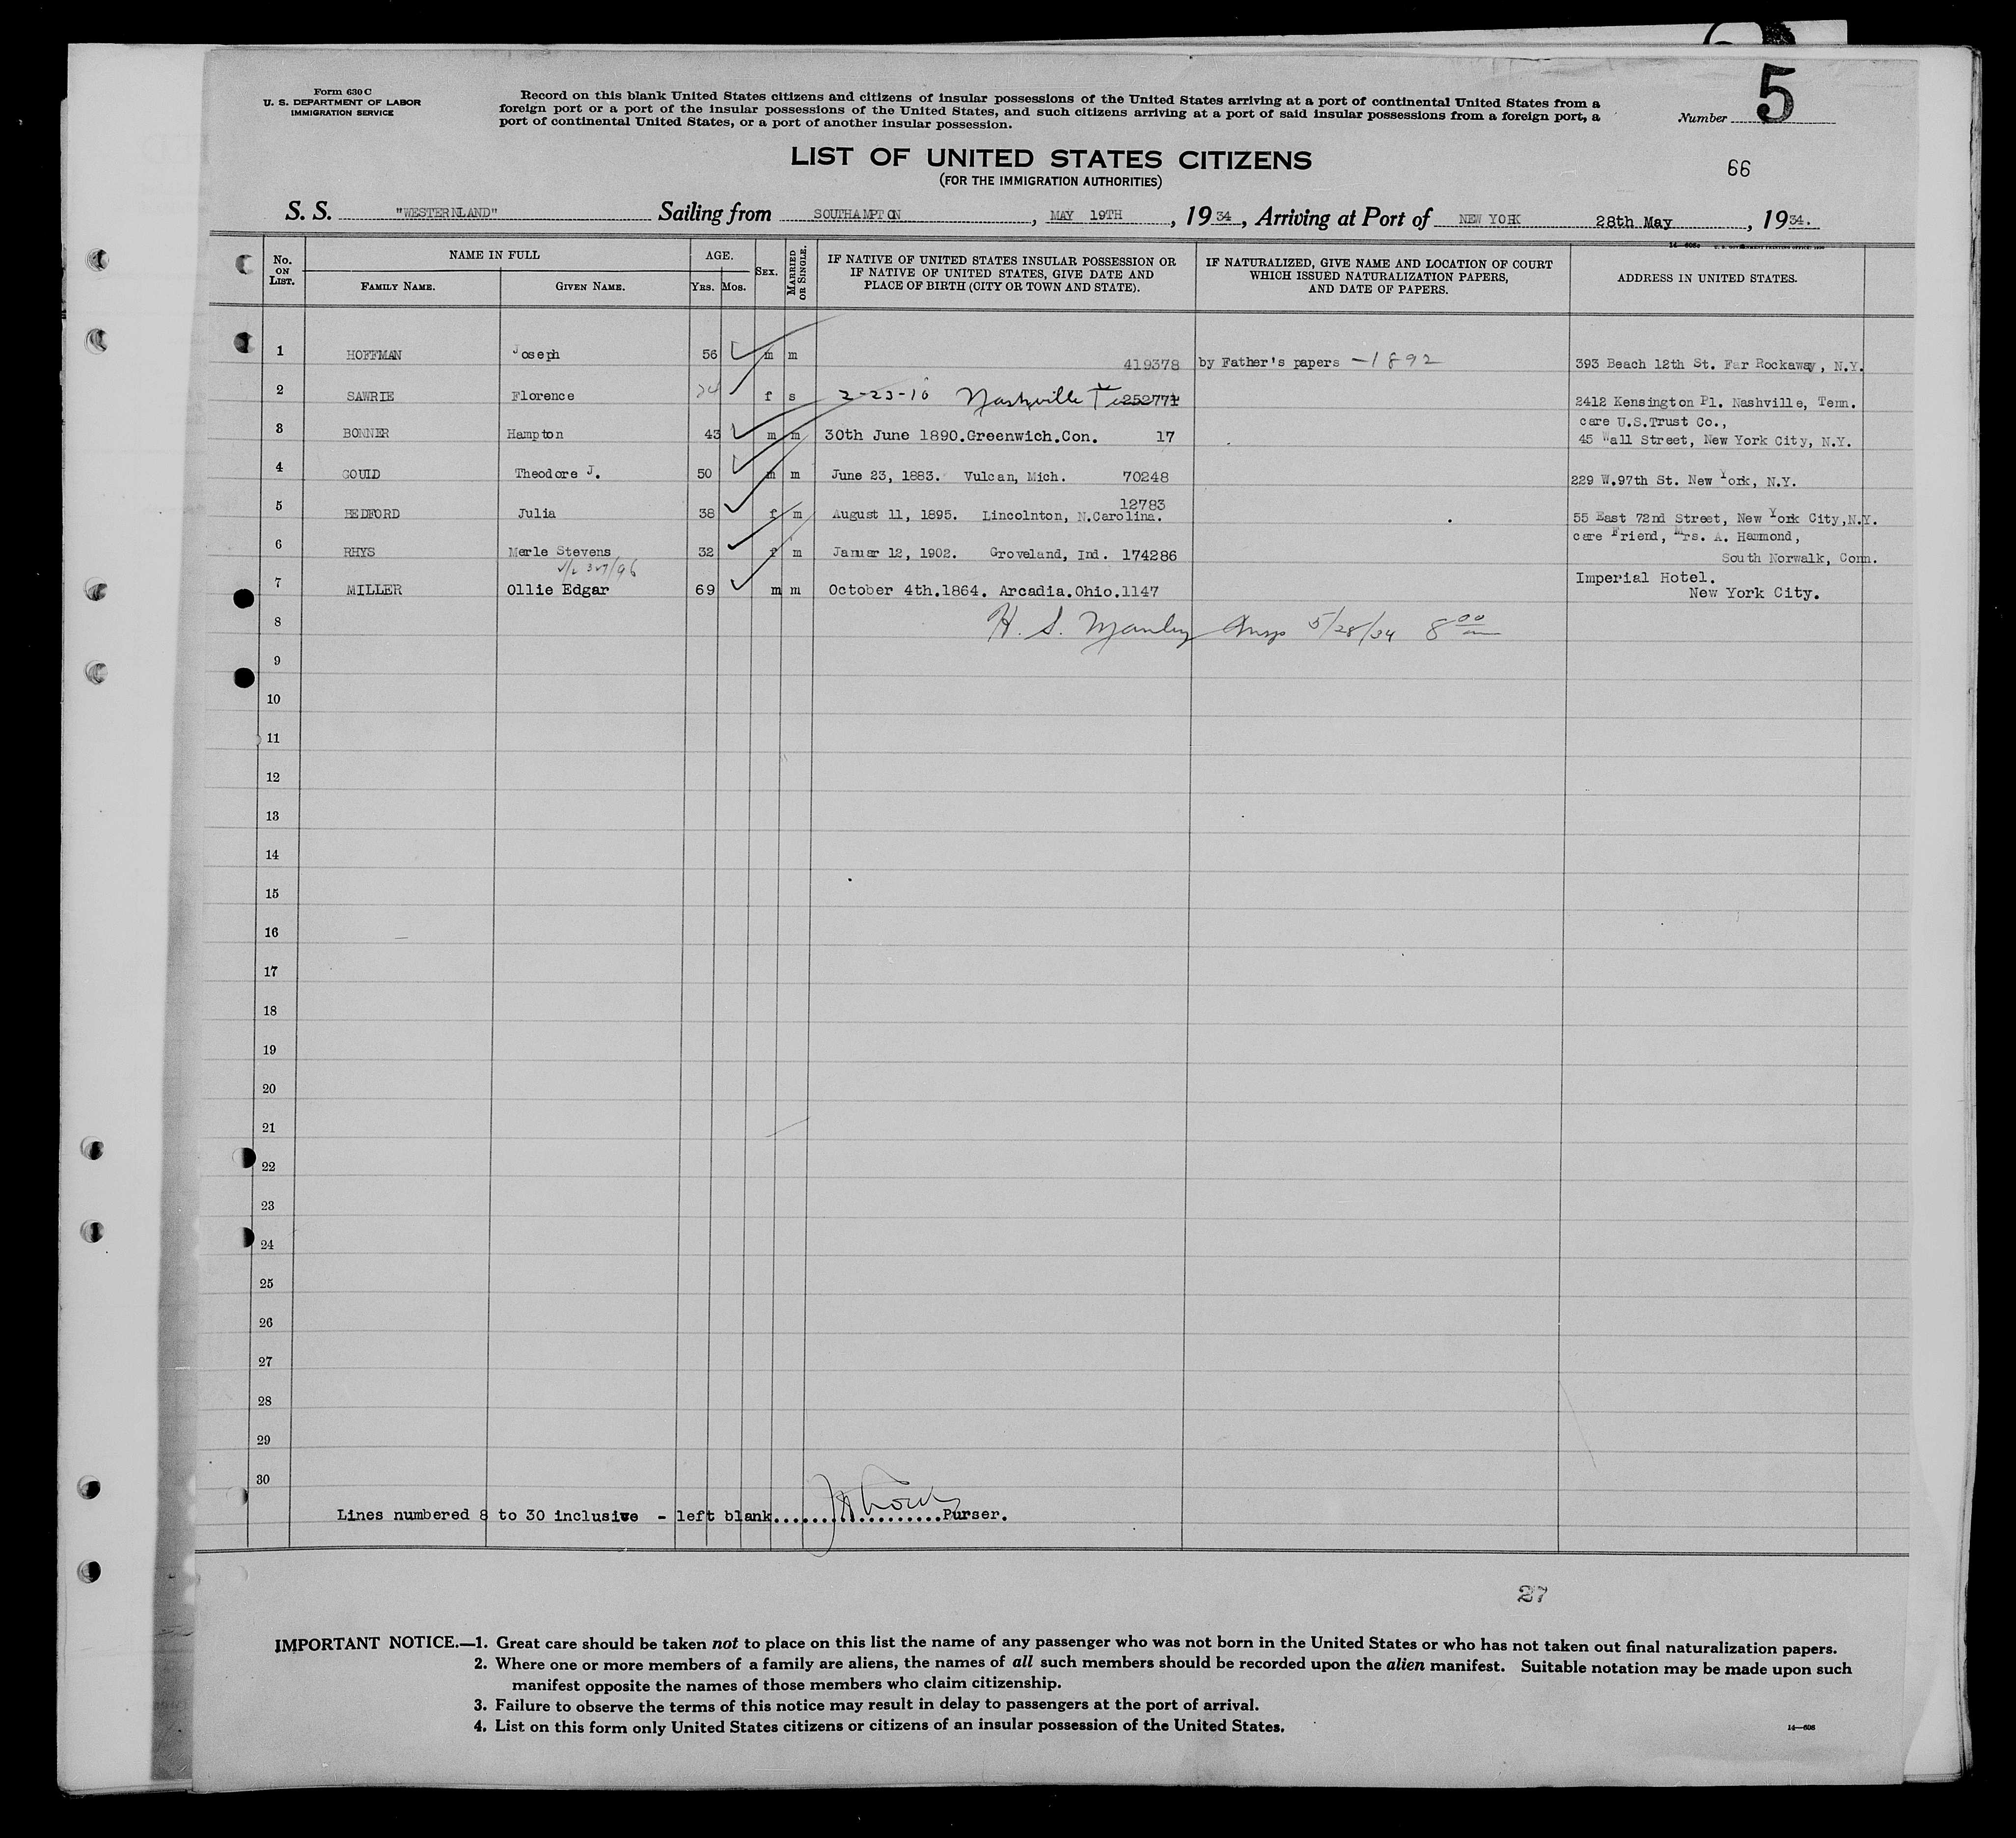 Form 630 C
U. S. DEPARTMENT OF LABOR
IMMIGRATION SERVICE
Record on this blank United States citizens and citizens of insular possessions of the United States arriving at a port of continental United States from a
foreign port or a port of the insular possessions of the United States, and such citizens arriving at a port of said insular possessions from a foreign port, a
port of continental United States, or a port of another insular possession.
Number 5
LIST OF UNITED STATES CITIZENS
(FOR THE IMMIGRATION AUTHORITIES)
66
S. S. "WESTERNLAND" Sailing from SOUTHAMPTON, MAY 19TH, 1934, Arriving at Port of NEW YORK 28th May, 1934.
No. ON LIST.
NAME IN FULL
FAMILY NAME. GIVEN NAME.
AGE.
YRS. MOS.
SEX.
MARRIED OR SINGLE.
IF NATIVE OF UNITED STATES INSULAR POSSESSION OR
IF NATIVE OF UNITED STATES, GIVE DATE AND
PLACE OF BIRTH (CITY OR TOWN AND STATE).
IF NATURALIZED, GIVE NAME AND LOCATION OF COURT
WHICH ISSUED NATURALIZATION PAPERS,
AND DATE OF PAPERS.
ADDRESS IN UNITED STATES.
1 HOFFMAN Joseph 56 m m 419378 by Father's papers —1892 393 Beach 12th St. Far Rockaway, N.Y.
2 SAWRIE Florence 24 f s 2-23-10 Nashville Tenn 252771 2412 Kensington Pl. Nashville, Tenn.
3 BONNER Hampton 43 m m 30th June 1890.Greenwich.Con. 17 care U.S.Trust Co.,
45 Wall Street, New York City, N.Y.
4 GOULD Theodore J. 50 m m June 23, 1883. Vulcan, Mich. 70248 229 W.97th St. New York, N.Y.
5 BEDFORD Julia 38 f m August 11, 1895. Lincolnton, N.Carolina. 12783 55 East 72nd Street, New York City,N.Y.
6 RHYS Merle Stevens 32 f m Januar 12, 1902. Groveland, Ind. 174286 care Friend, Mrs. A. Hammond,
South Norwalk, Conn.
7 MILLER Ollie Edgar 69 m m October 4th.1864. Arcadia.Ohio.1147 Imperial Hotel.
New York City.
8 H. S. Manley 5/28/34 8 00
9
10
11
12
13
14
15
16
17
18
19
20
21
22
23
24
25
26
27
28
29
30
Lines numbered 8 to 30 inclusive - left blank....................Purser.
27
IMPORTANT NOTICE.—1. Great care should be taken not to place on this list the name of any passenger who was not born in the United States or who has not taken out final naturalization papers.
2. Where one or more members of a family are aliens, the names of all such members should be recorded upon the alien manifest. Suitable notation may be made upon such
manifest opposite the names of those members who claim citizenship.
3. Failure to observe the terms of this notice may result in delay to passengers at the port of arrival.
4. List on this form only United States citizens or citizens of an insular possession of the United States.
14—608